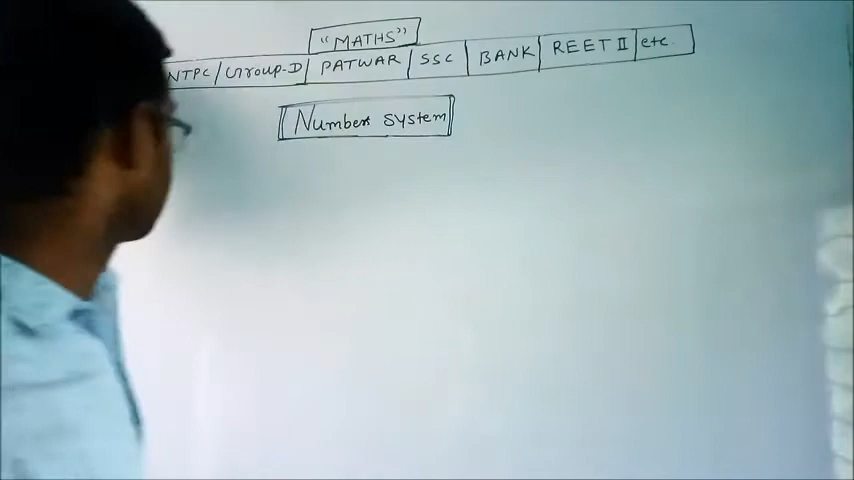 "MATHS"
NTPC/Group-D/ PATWAR SSC BANK REET II etc.
Number system